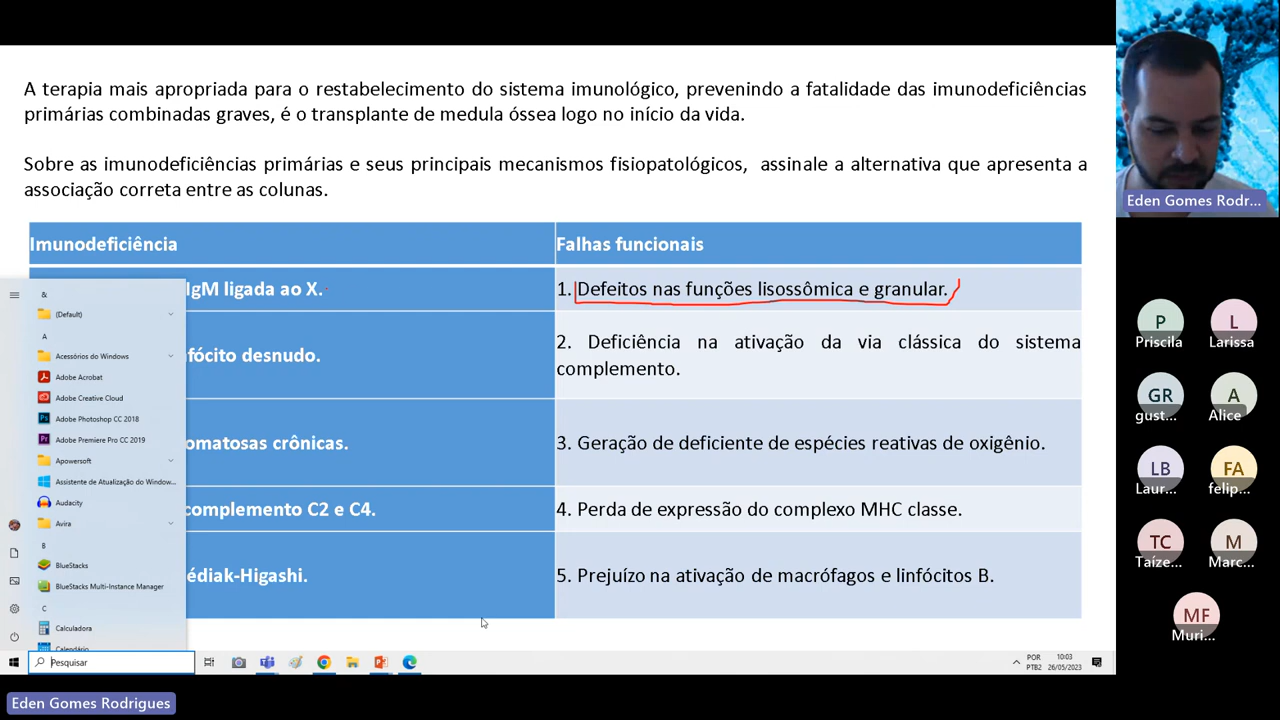 A terapia mais apropriada para o restabelecimento do sistema imunológico, prevenindo a fatalidade das imunodeficiências
primárias combinadas graves, é o transplante de medula óssea logo no início da vida.
Sobre as imunodeficiências primárias e seus principais mecanismos fisiopatológicos, assinale a alternativa que apresenta a
associação correta entre as colunas.
Eden Gomes Rodr...
Imunodeficiência
Falhas funcionais
IgM ligada ao X.
1. Defeitos nas funções lisossômica e granular.
fócito desnudo.
2. Deficiência na ativação da via clássica do sistema
complemento.
omatosas crônicas.
3. Geração de deficiente de espécies reativas de oxigênio.
complemento C2 e C4.
4. Perda de expressão do complexo MHC classe.
édiak-Higashi.
5. Prejuízo na ativação de macrófagos e linfócitos B.
&
(Default)
A
Acessórios do Windows
Adobe Acrobat
Adobe Creative Cloud
Adobe Photoshop CC 2018
Adobe Premiere Pro CC 2019
Apowersoft
Assistente de Atualização do Window...
Audacity
Avira
B
BlueStacks
BlueStacks Multi-Instance Manager
C
Calculadora
Calendário
Pesquisar
POR
PTB2
10:03
26/05/2023
P
Priscila
L
Larissa
GR
gust...
A
Alice
LB
Laur...
FA
felip...
TC
Taíze...
M
Marc...
MF
Muri...
Eden Gomes Rodrigues